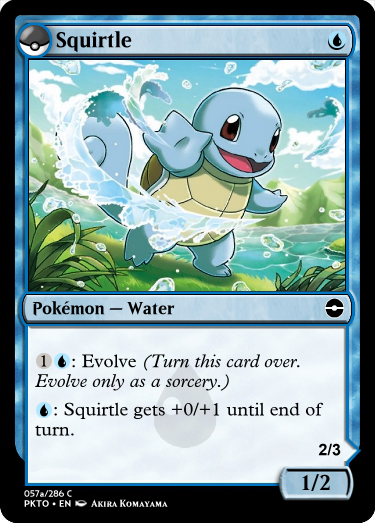 Squirtle
Pokémon — Water
1: Evolve (Turn this card over.
Evolve only as a sorcery.)
: Squirtle gets +0/+1 until end of
turn.
2/3
1/2
057a/286 C
PKTO • EN Akira Komayama